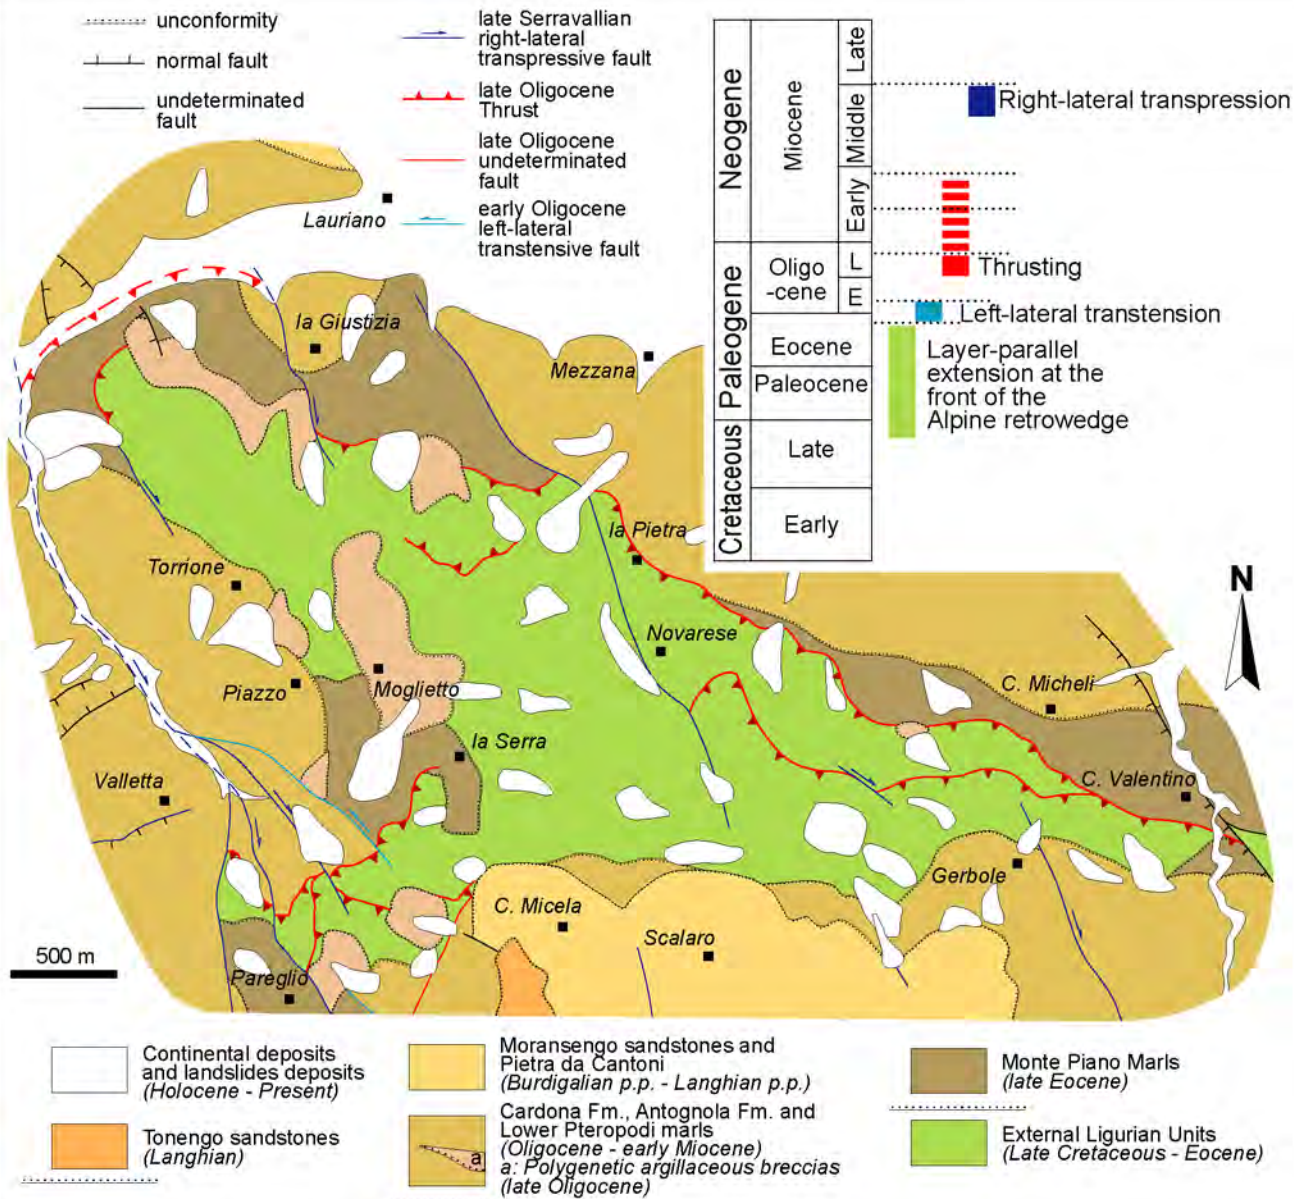 unconformity
normal fault
undeterminated
fault
late Serravallian
right-lateral
transpressive fault
late Oligocene
Thrust
late Oligocene
undeterminated
fault
early Oligocene
left-lateral
transtensive fault
Neogene
Paleogene
Cretaceous
Miocene
Late
Middle
Early
Oligo
-cene
L
E
Eocene
Paleocene
Late
Early
Right-lateral transpression
Thrusting
Left-lateral transtension
Layer-parallel
extension at the
front of the
Alpine retrowedge
Lauriano
la Giustizia
Mezzana
la Pietra
Torrione
Novarese
Piazzo
Moglietto
C. Micheli
la Serra
Valletta
C. Valentino
Gerbole
C. Micela
Scalaro
Pareglio
N
500 m
Continental deposits
and landslides deposits
(Holocene - Present)
Tonengo sandstones
(Langhian)
Moransengo sandstones and
Pietra da Cantoni
(Burdigalian p.p. - Langhian p.p.)
Cardona Fm., Antognola Fm. and
Lower Pteropodi marls
(Oligocene - early Miocene)
a: Polygenetic argillaceous breccias
(late Oligocene)
a
Monte Piano Marls
(late Eocene)
External Ligurian Units
(Late Cretaceous - Eocene)